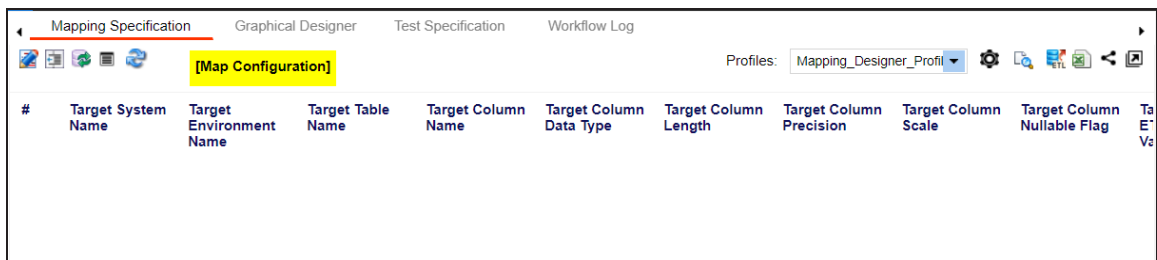 Mapping Specification Graphical Designer Test Specification Workflow Log
[Map Configuration] Profiles: Mapping_Designer_Profil
# Target System Name Target Environment Name Target Table Name Target Column Name Target Column Data Type Target Column Length Target Column Precision Target Column Scale Target Column Nullable Flag